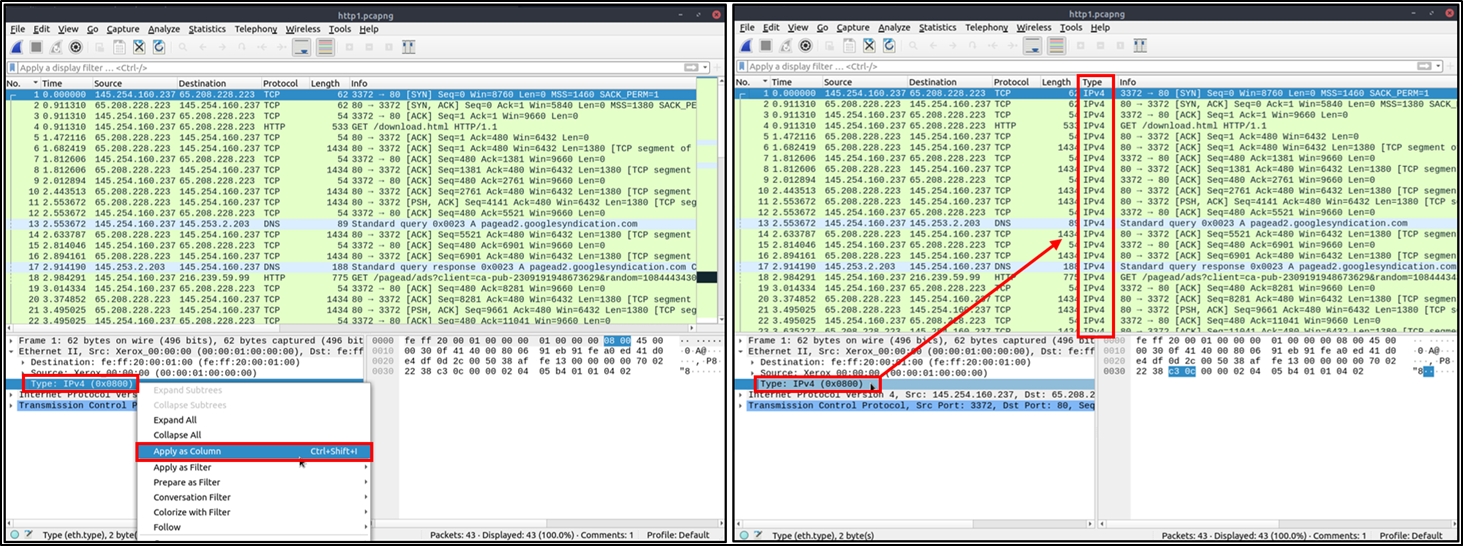 http1.pcapng
File Edit View Go Capture Analyze Statistics Telephony Wireless Tools Help
Apply a display filter … <Ctrl-/>
No. Time Source Destination Protocol Length Info
1 0.000000 145.254.160.237 65.208.228.223 TCP 62 3372 → 80 [SYN] Seq=0 Win=8760 Len=0 MSS=1460 SACK_PERM=1
2 0.911310 65.208.228.223 145.254.160.237 TCP 62 80 → 3372 [SYN, ACK] Seq=0 Ack=1 Win=5840 Len=0 MSS=1380 SACK_PE
3 0.911310 145.254.160.237 65.208.228.223 TCP 54 3372 → 80 [ACK] Seq=1 Ack=1 Win=9660 Len=0
4 0.911310 145.254.160.237 65.208.228.223 HTTP 533 GET /download.html HTTP/1.1
5 1.472116 65.208.228.223 145.254.160.237 TCP 54 80 → 3372 [ACK] Seq=1 Ack=480 Win=6432 Len=0
6 1.682419 65.208.228.223 145.254.160.237 TCP 1434 80 → 3372 [ACK] Seq=1 Ack=480 Win=6432 Len=1380 [TCP segment of
7 1.812606 145.254.160.237 65.208.228.223 TCP 54 3372 → 80 [ACK] Seq=480 Ack=1381 Win=9660 Len=0
8 1.812606 65.208.228.223 145.254.160.237 TCP 1434 80 → 3372 [ACK] Seq=1381 Ack=480 Win=6432 Len=1380 [TCP segment
9 2.012894 145.254.160.237 65.208.228.223 TCP 54 3372 → 80 [ACK] Seq=480 Ack=2761 Win=9660 Len=0
10 2.443513 65.208.228.223 145.254.160.237 TCP 1434 80 → 3372 [ACK] Seq=2761 Ack=480 Win=6432 Len=1380 [TCP segment
11 2.553672 65.208.228.223 145.254.160.237 TCP 1434 80 → 3372 [PSH, ACK] Seq=4141 Ack=480 Win=6432 Len=1380 [TCP seg
12 2.553672 145.254.160.237 65.208.228.223 TCP 54 3372 → 80 [ACK] Seq=480 Ack=5521 Win=9660 Len=0
13 2.553672 145.254.160.237 145.253.2.203 DNS 89 Standard query 0x0023 A pagead2.googlesyndication.com
14 2.633787 65.208.228.223 145.254.160.237 TCP 1434 80 → 3372 [ACK] Seq=5521 Ack=480 Win=6432 Len=1380 [TCP segment
15 2.814046 145.254.160.237 65.208.228.223 TCP 54 3372 → 80 [ACK] Seq=480 Ack=6901 Win=9660 Len=0
16 2.894161 65.208.228.223 145.254.160.237 TCP 1434 80 → 3372 [ACK] Seq=6901 Ack=480 Win=6432 Len=1380 [TCP segment
17 2.914190 145.253.2.203 145.254.160.237 DNS 188 Standard query response 0x0023 A pagead2.googlesyndication.com C
18 2.984291 145.254.160.237 216.239.59.99 HTTP 775 GET /pagead/ads?client=ca-pub-2309191948673629&random=1084443430
19 3.014334 145.254.160.237 65.208.228.223 TCP 54 3372 → 80 [ACK] Seq=480 Ack=8281 Win=9660 Len=0
20 3.374852 65.208.228.223 145.254.160.237 TCP 1434 80 → 3372 [ACK] Seq=8281 Ack=480 Win=6432 Len=1380 [TCP segment
21 3.495025 65.208.228.223 145.254.160.237 TCP 1434 80 → 3372 [PSH, ACK] Seq=9661 Ack=480 Win=6432 Len=1380 [TCP seg
22 3.495025 145.254.160.237 65.208.228.223 TCP 54 3372 → 80 [ACK] Seq=480 Ack=11041 Win=9660 Len=0
Frame 1: 62 bytes on wire (496 bits), 62 bytes captured (496 bit
Ethernet II, Src: Xerox_00:00:00 (00:00:01:00:00:00), Dst: fe:ff
Destination: fe:ff:20:00:01:00 (fe:ff:20:00:01:00)
Source: Xerox_00:00:00 (00:00:01:00:00:00)
Type: IPv4 (0x0800)
Internet Protocol Vers
Transmission Control P
0000 fe ff 20 00 01 00 00 00 01 00 00 00 08 00 45 00
0010 00 30 0f 41 40 00 80 06 91 eb 91 fe a0 ed 41 d0 ·0·A@···
0020 e4 df 0d 2c 00 50 38 af fe 13 00 00 00 00 70 02 ···,·P8·
0030 22 38 c3 0c 00 00 02 04 05 b4 01 01 04 02 "8······
Expand Subtrees
Collapse Subtrees
Expand All
Collapse All
Apply as Column Ctrl+Shift+I
Apply as Filter
Prepare as Filter
Conversation Filter
Colorize with Filter
Follow
Type (eth.type), 2 byte(
Packets: 43 · Displayed: 43 (100.0%) · Comments: 1 Profile: Default
http1.pcapng
File Edit View Go Capture Analyze Statistics Telephony Wireless Tools Help
Apply a display filter … <Ctrl-/>
No. Time Source Destination Protocol Length Type Info
1 0.000000 145.254.160.237 65.208.228.223 TCP 62 IPv4 3372 → 80 [SYN] Seq=0 Win=8760 Len=0 MSS=1460 SACK_PERM=1
2 0.911310 65.208.228.223 145.254.160.237 TCP 62 IPv4 80 → 3372 [SYN, ACK] Seq=0 Ack=1 Win=5840 Len=0 MSS=1380 SACK_P
3 0.911310 145.254.160.237 65.208.228.223 TCP 54 IPv4 3372 → 80 [ACK] Seq=1 Ack=1 Win=9660 Len=0
4 0.911310 145.254.160.237 65.208.228.223 HTTP 533 IPv4 GET /download.html HTTP/1.1
5 1.472116 65.208.228.223 145.254.160.237 TCP 54 IPv4 80 → 3372 [ACK] Seq=1 Ack=480 Win=6432 Len=0
6 1.682419 65.208.228.223 145.254.160.237 TCP 1434 IPv4 80 → 3372 [ACK] Seq=1 Ack=480 Win=6432 Len=1380 [TCP segment of
7 1.812606 145.254.160.237 65.208.228.223 TCP 54 IPv4 3372 → 80 [ACK] Seq=480 Ack=1381 Win=9660 Len=0
8 1.812606 65.208.228.223 145.254.160.237 TCP 1434 IPv4 80 → 3372 [ACK] Seq=1381 Ack=480 Win=6432 Len=1380 [TCP segment
9 2.012894 145.254.160.237 65.208.228.223 TCP 54 IPv4 3372 → 80 [ACK] Seq=480 Ack=2761 Win=9660 Len=0
10 2.443513 65.208.228.223 145.254.160.237 TCP 1434 IPv4 80 → 3372 [ACK] Seq=2761 Ack=480 Win=6432 Len=1380 [TCP segment
11 2.553672 65.208.228.223 145.254.160.237 TCP 1434 IPv4 80 → 3372 [PSH, ACK] Seq=4141 Ack=480 Win=6432 Len=1380 [TCP se
12 2.553672 145.254.160.237 65.208.228.223 TCP 54 IPv4 3372 → 80 [ACK] Seq=480 Ack=5521 Win=9660 Len=0
13 2.553672 145.254.160.237 145.253.2.203 DNS 89 IPv4 Standard query 0x0023 A pagead2.googlesyndication.com
14 2.633787 65.208.228.223 145.254.160.237 TCP 1434 IPv4 80 → 3372 [ACK] Seq=5521 Ack=480 Win=6432 Len=1380 [TCP segment
15 2.814046 145.254.160.237 65.208.228.223 TCP 54 IPv4 3372 → 80 [ACK] Seq=480 Ack=6901 Win=9660 Len=0
16 2.894161 65.208.228.223 145.254.160.237 TCP 1434 IPv4 80 → 3372 [ACK] Seq=6901 Ack=480 Win=6432 Len=1380 [TCP segment
17 2.914190 145.253.2.203 145.254.160.237 DNS 188 IPv4 Standard query response 0x0023 A pagead2.googlesyndication.com
18 2.984291 145.254.160.237 216.239.59.99 HTTP 775 IPv4 GET /pagead/ads?client=ca-pub-2309191948673629&random=108444343
19 3.014334 145.254.160.237 65.208.228.223 TCP 54 IPv4 3372 → 80 [ACK] Seq=480 Ack=8281 Win=9660 Len=0
20 3.374852 65.208.228.223 145.254.160.237 TCP 1434 IPv4 80 → 3372 [ACK] Seq=8281 Ack=480 Win=6432 Len=1380 [TCP segment
21 3.495025 65.208.228.223 145.254.160.237 TCP 1434 IPv4 80 → 3372 [PSH, ACK] Seq=9661 Ack=480 Win=6432 Len=1380 [TCP se
22 3.495025 145.254.160.237 65.208.228.223 TCP 54 IPv4 3372 → 80 [ACK] Seq=480 Ack=11041 Win=9660 Len=0
Frame 1: 62 bytes on wire (496 bits), 62 bytes captured (496 bit
Ethernet II, Src: Xerox_00:00:00 (00:00:01:00:00:00), Dst: fe:ff
Destination: fe:ff:20:00:01:00 (fe:ff:20:00:01:00)
Source: Xerox_00:00:00 (00:00:01:00:00:00)
Type: IPv4 (0x0800)
Internet Protocol Version 4, Src: 145.254.160.237, Dst: 65.208.2
Transmission Control Protocol, Src Port: 3372, Dst Port: 80, Seq
0000 fe ff 20 00 01 00 00 00 01 00 00 00 08 00 45 00
0010 00 30 0f 41 40 00 80 06 91 eb 91 fe a0 ed 41 d0 ·0·A@···
0020 e4 df 0d 2c 00 50 38 af fe 13 00 00 00 00 70 02 ···,·P8·
0030 22 38 c3 0c 00 00 02 04 05 b4 01 01 04 02 "8··
Type (eth.type), 2 byte(s)
Packets: 43 · Displayed: 43 (100.0%) · Comments: 1 Profile: Default